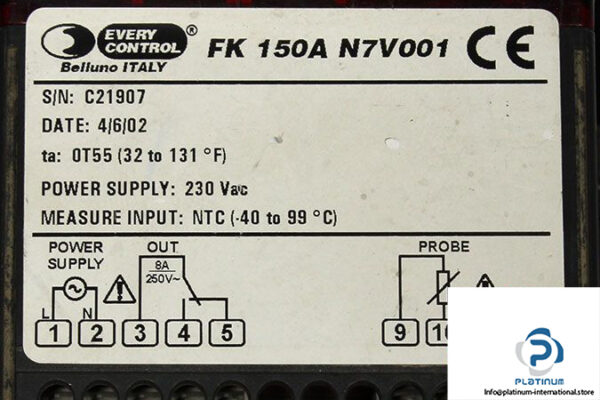 EVERY CONTROL ®
Belluno ITALY
FK 150A N7V001 CE
S/N: C21907
DATE: 4/6/02
ta: 0T55 (32 to 131 °F)
POWER SUPPLY: 230 Vac
MEASURE INPUT: NTC (-40 to 99 °C)
POWER SUPPLY
OUT
PROBE
8A
250V~
L N
1 2 3 4 5 9
PLATINUM
Info@platinum-international.store